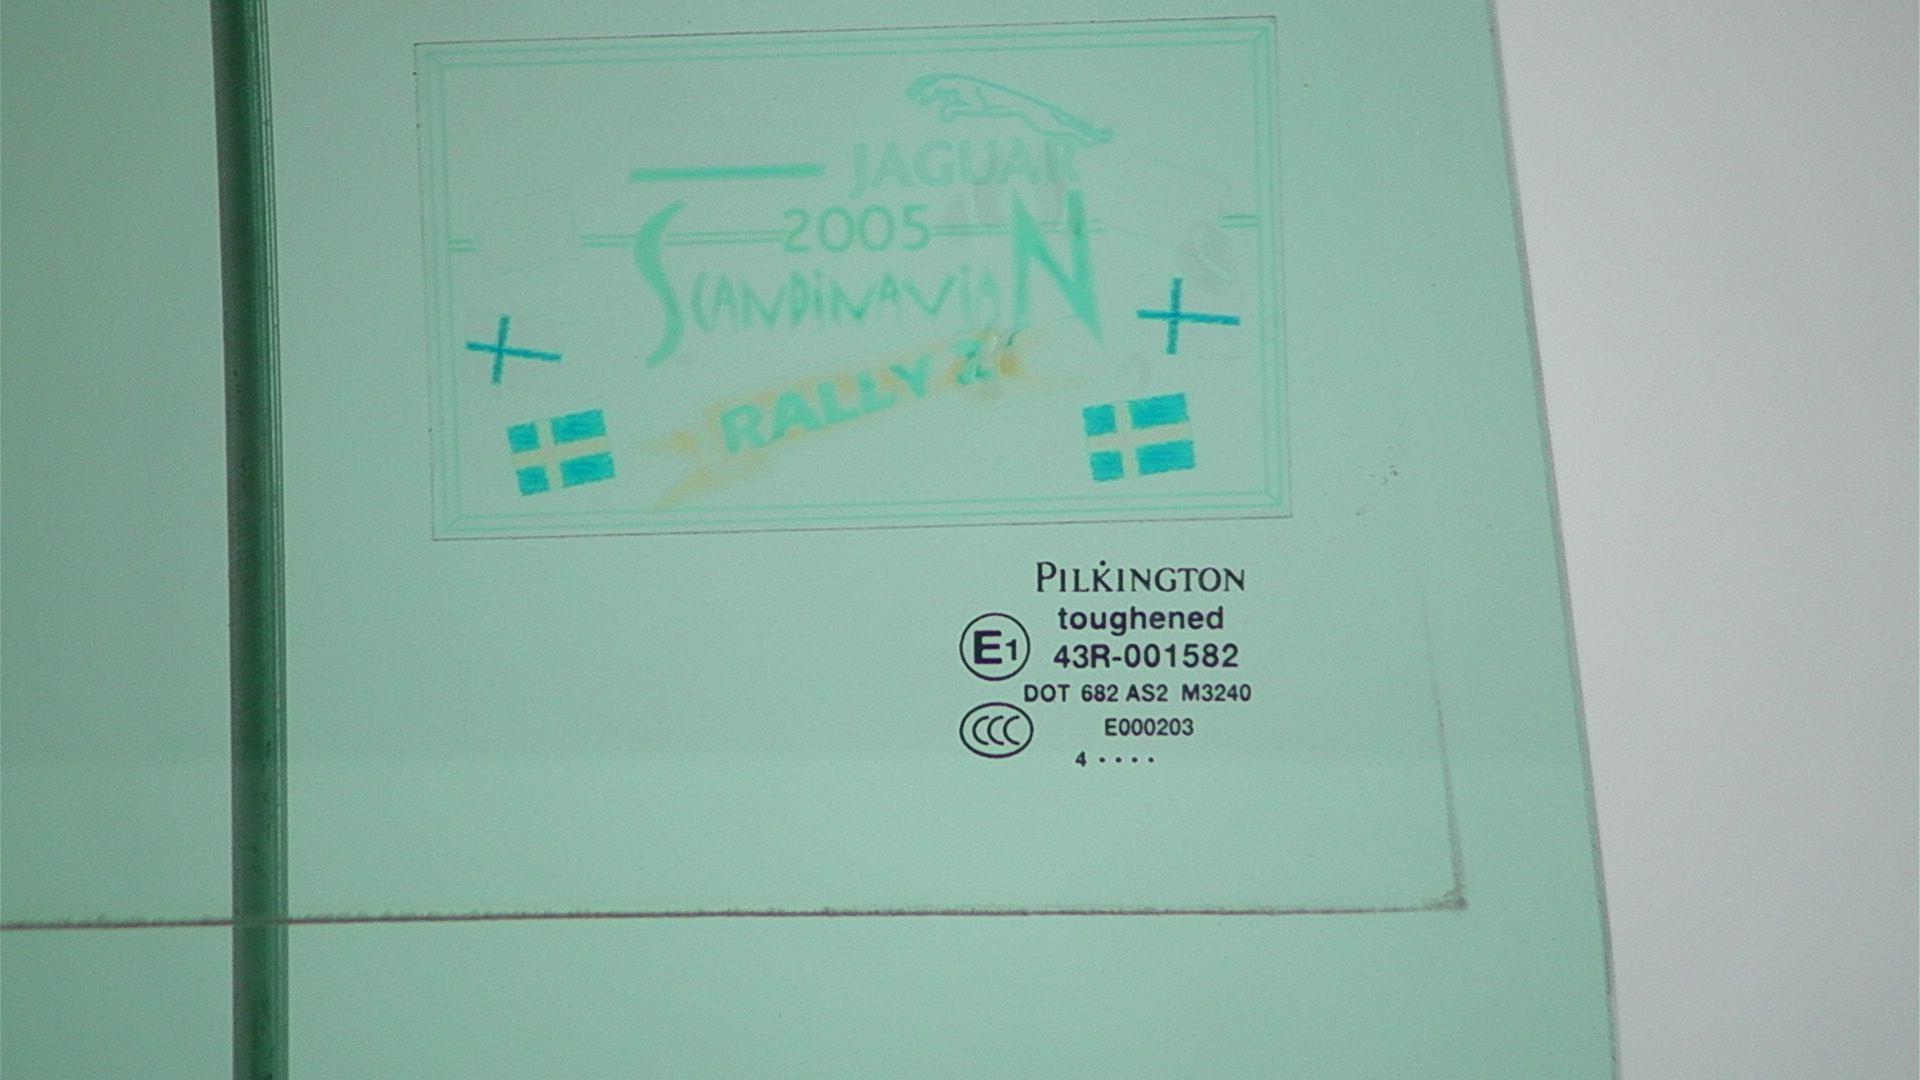 JAGUAR
2005
SCANDiNAViAN
RALLY
PILKINGTON
toughened
E1 43R-001582
DOT 682 AS2 M3240
CCC E000203
4 ....